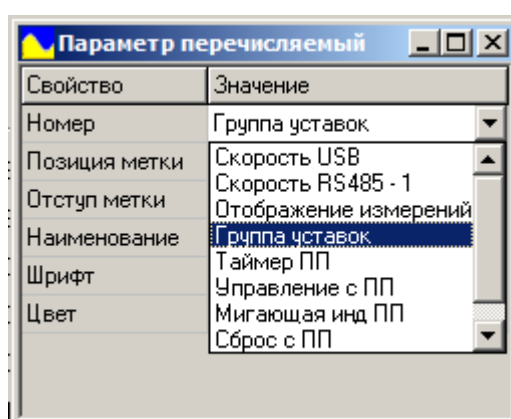 Параметр перечисляемый
Свойство Значение
Номер Группа уставок
Позиция метки Скорость USB
Скорость RS485 - 1
Отступ метки Отображение измерений
Наименование Группа уставок
Таймер ПП
Шрифт Управление с ПП
Цвет Мигающая инд ПП
Сброс с ПП